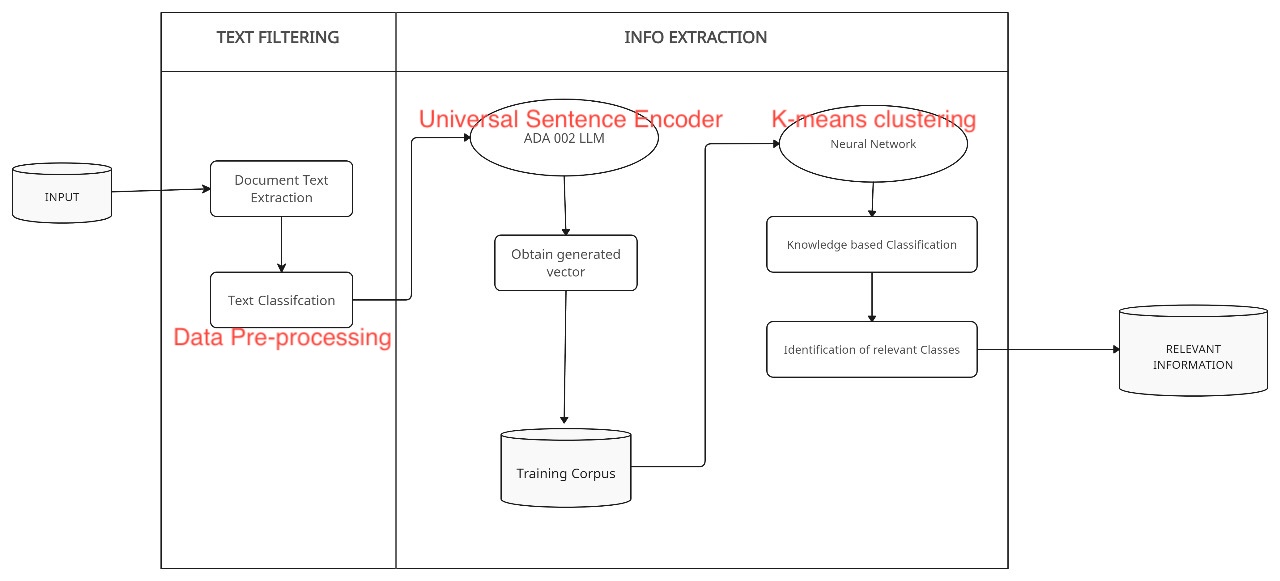 TEXT FILTERING
INFO EXTRACTION
INPUT
Document Text
Extraction
Text Classifcation
Data Pre-processing
Universal Sentence Encoder
ADA 002 LLM
Obtain generated
vector
Training Corpus
K-means clustering
Neural Network
Knowledge based Classification
Identification of relevant Classes
RELEVANT
INFORMATION